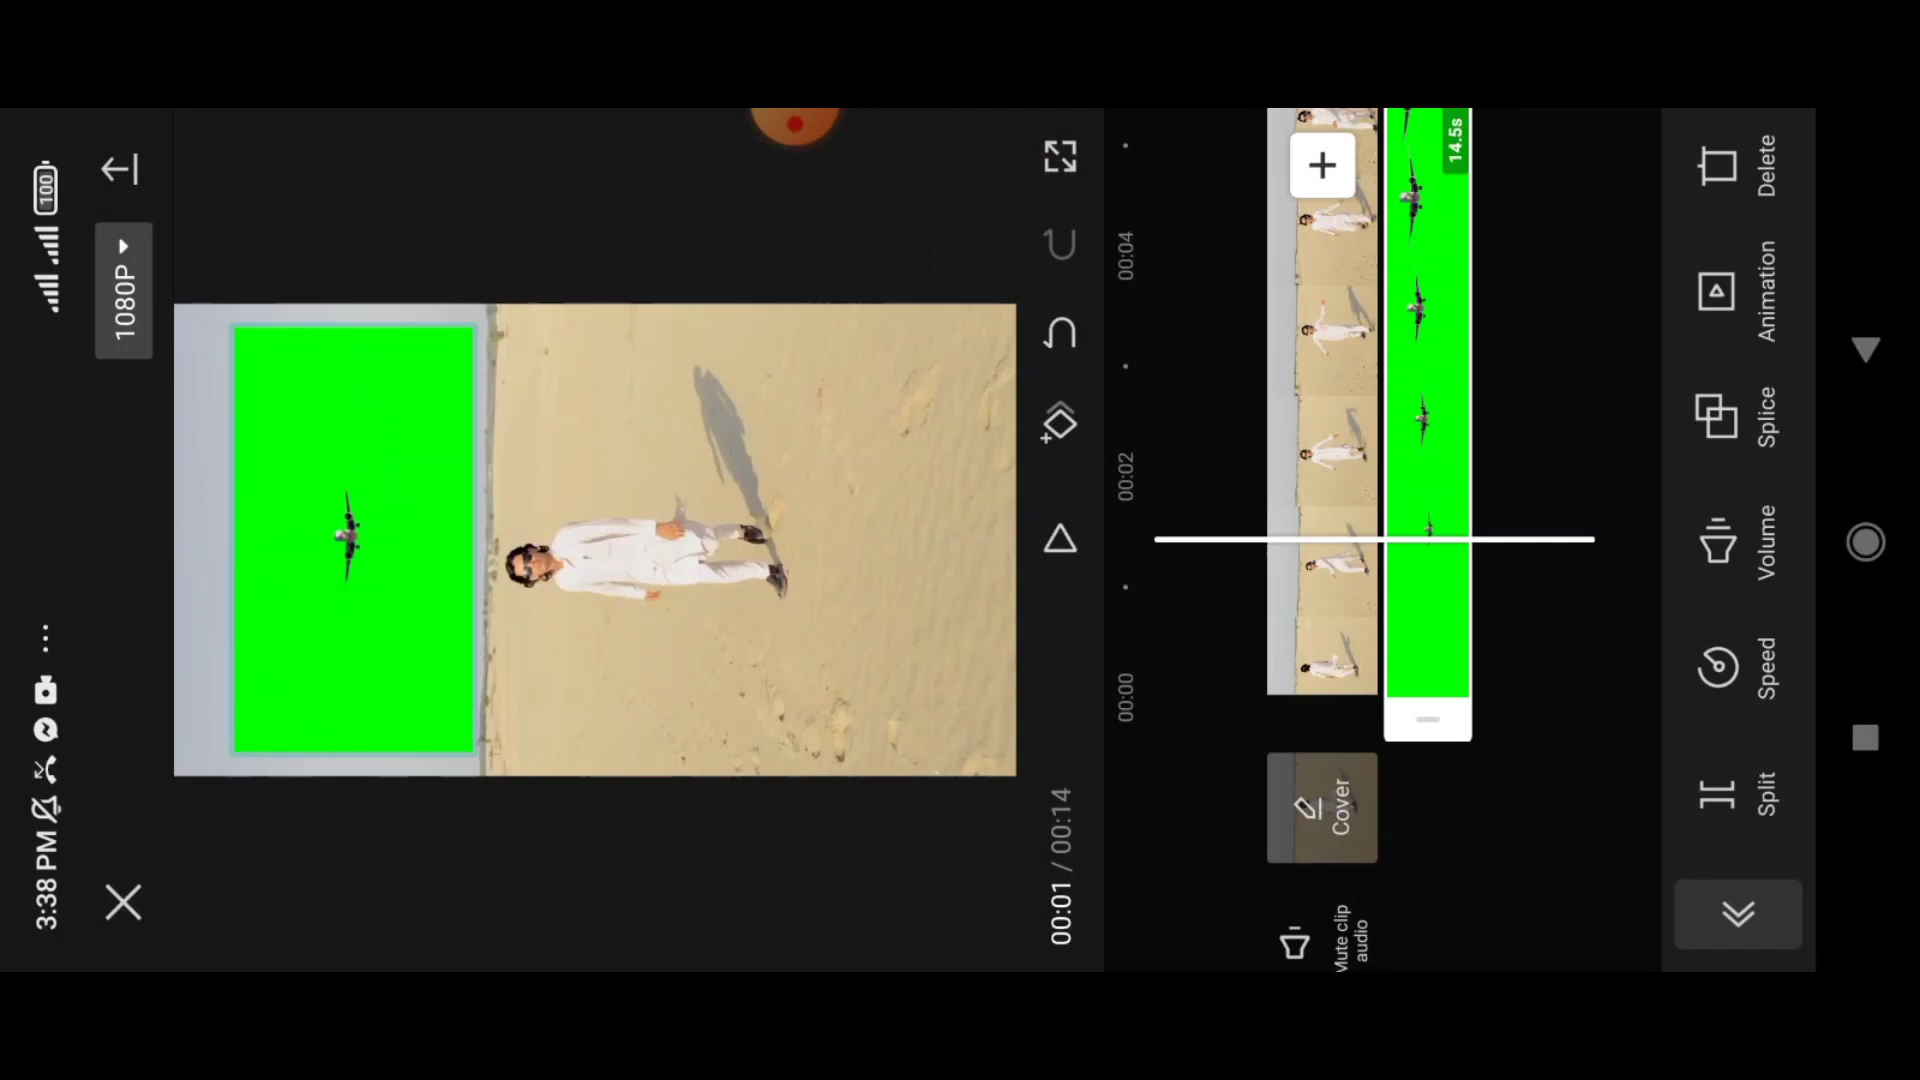 3:38 PM
100
1080P
00:01 / 00:14
00:00
00:02
00:04
14.5s
Cover
Mute clip
audio
Split
Speed
Volume
Splice
Animation
Delete